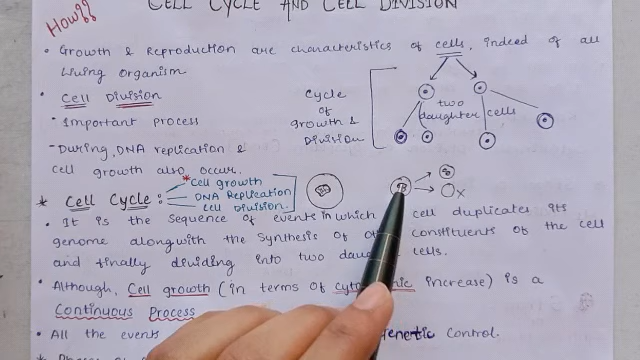 CELL CYCLE AND CELL DIVISION
How??
• Growth & Reproduction are characteristics of cells, indeed of all
living organism
• Cell Division
- Important process
- During, DNA replication &
cell growth also occur.
Cycle
of
growth &
Division
two
daughter cells
* Cell Cycle :
* Cell growth
DNA Replication
Cell Division.
x
• It is the sequence of events in which cell duplicates its
genome alongwith the synthesis of constituents of the cell
and finally dividing into two cells.
• Although, Cell growth (in terms of increase) is a
Continuous Process
• All the events control.